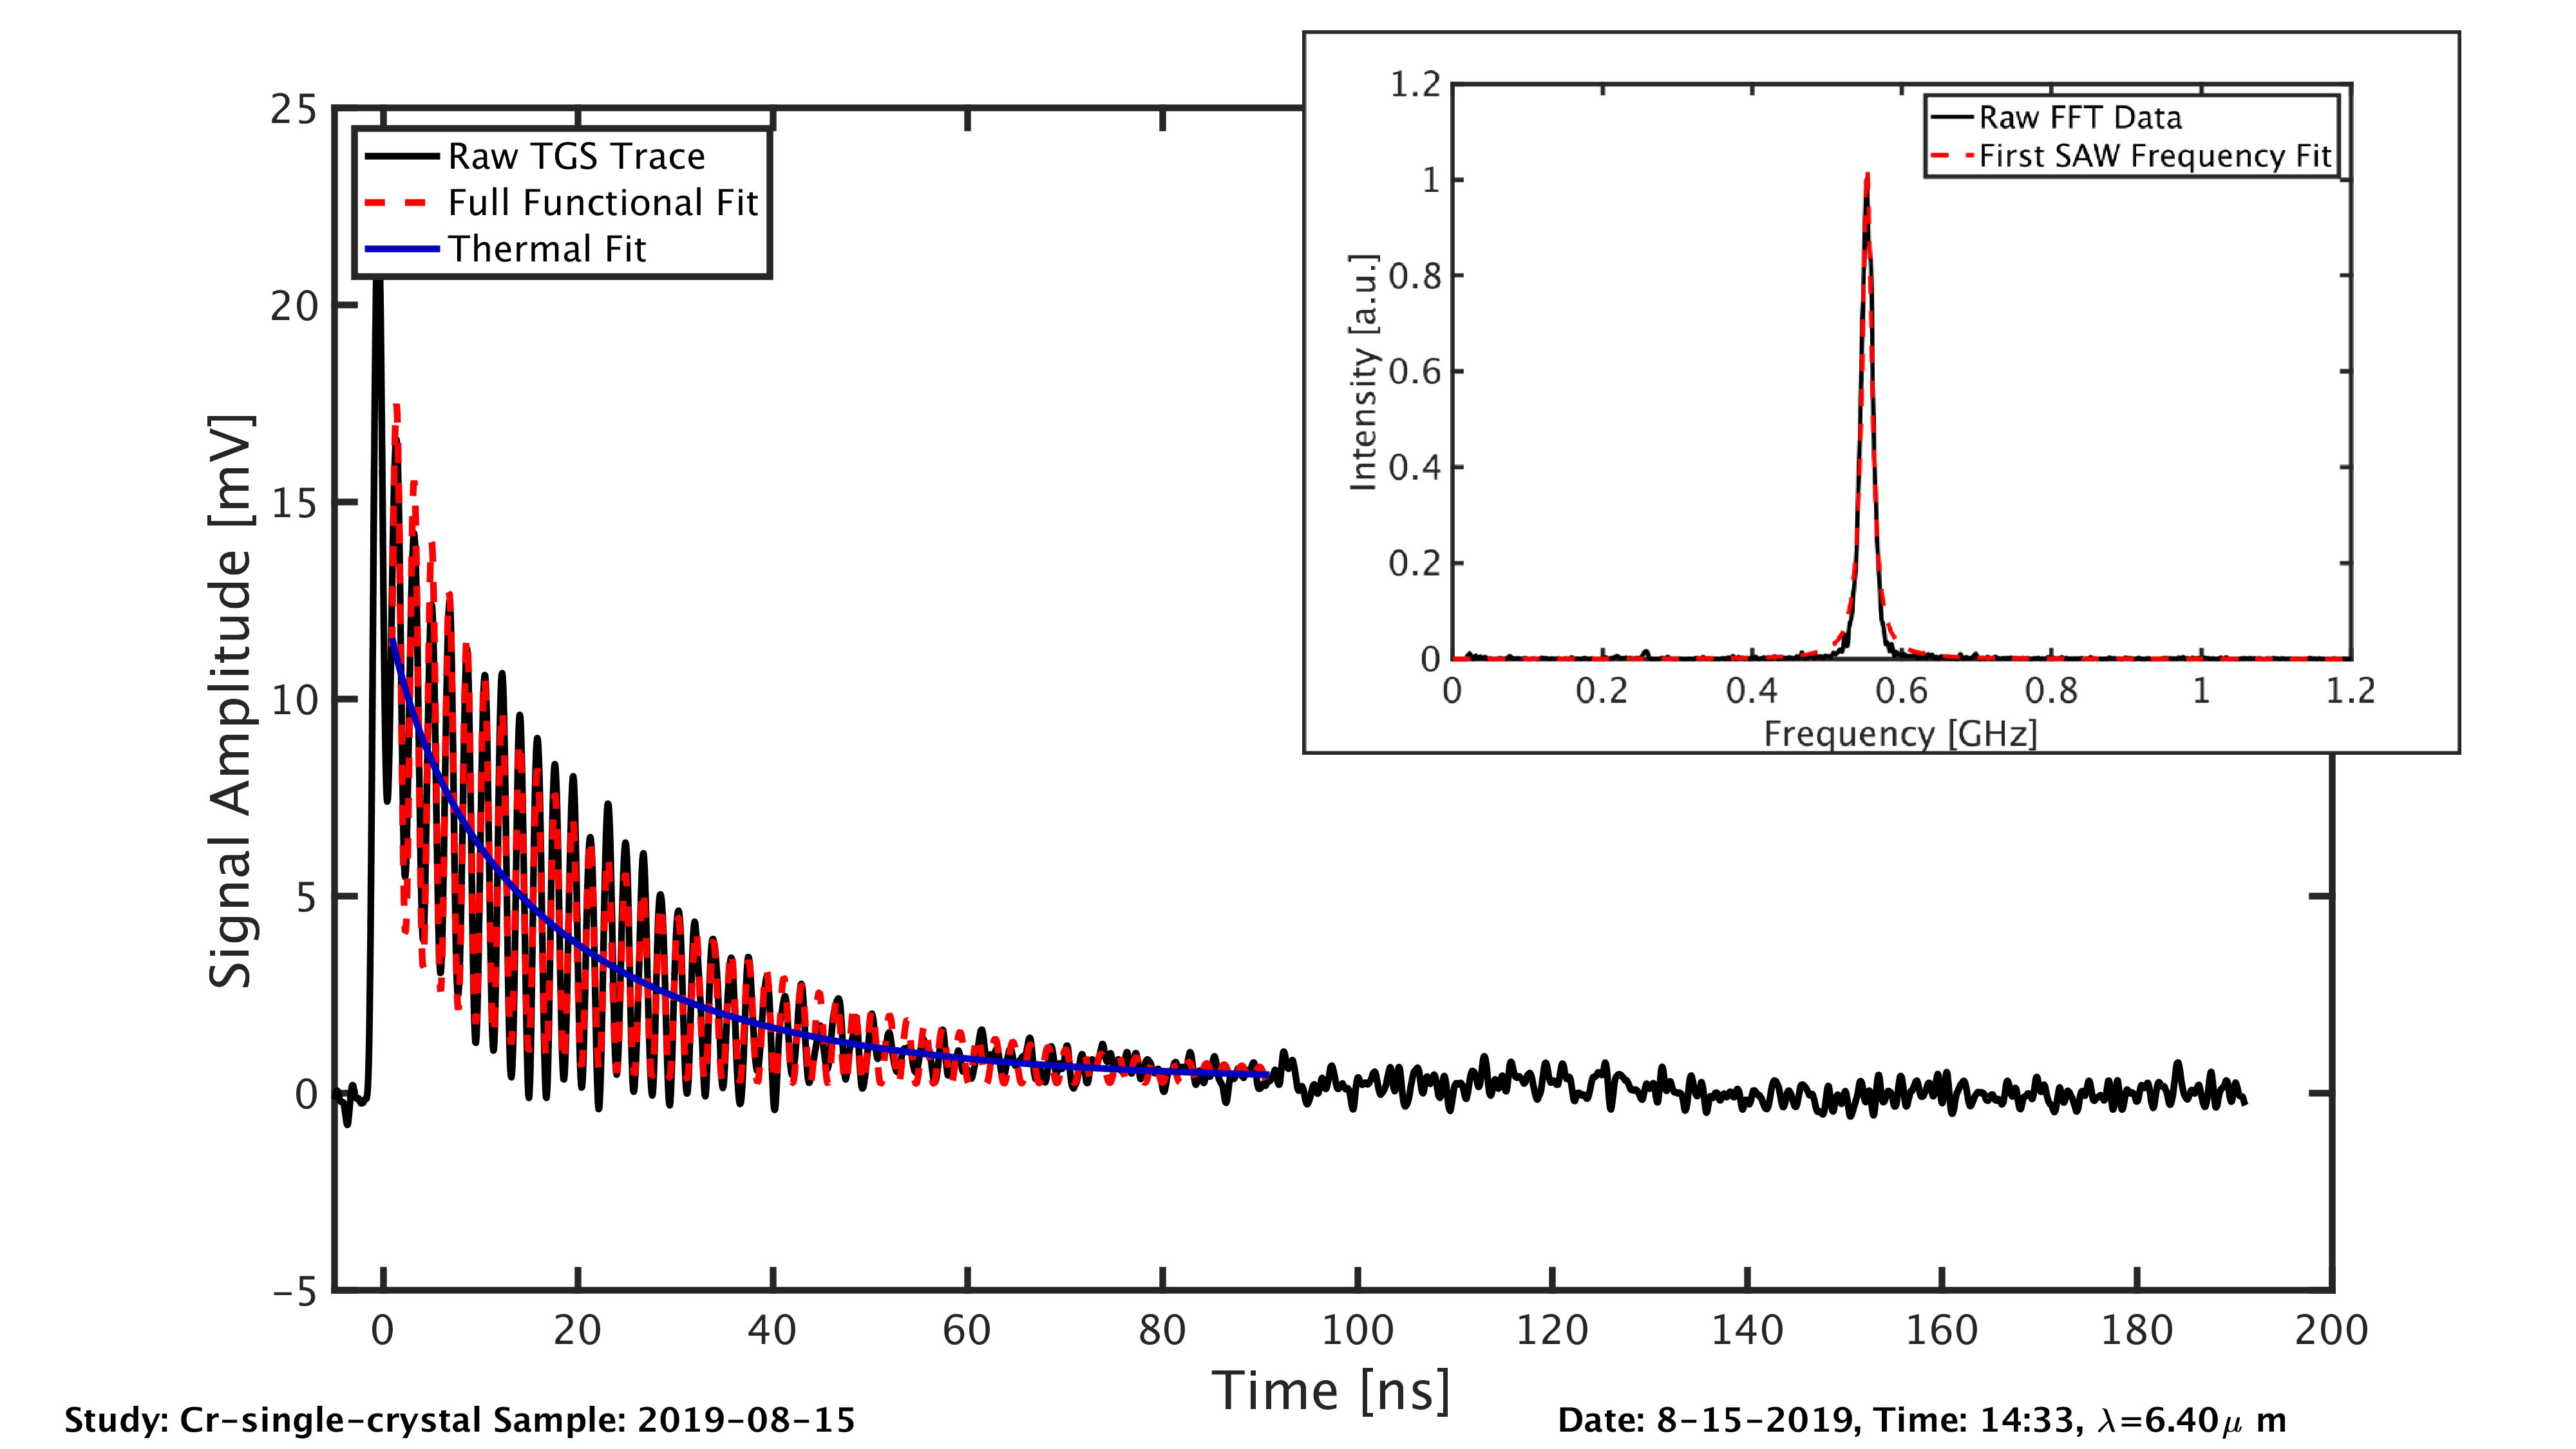 1.2
1
0.8
0.6
0.4
0.2
0
Intensity [a.u.]
Raw FFT Data
First SAW Frequency Fit
0 0.2 0.4 0.6 0.8 1 1.2
Frequency [GHz]
25
20
15
10
5
0
−5
Signal Amplitude [mV]
Raw TGS Trace
Full Functional Fit
Thermal Fit
0 20 40 60 80 100 120 140 160 180 200
Time [ns]
Study: Cr−single−crystal Sample: 2019−08−15
Date: 8−15−2019, Time: 14:33, λ=6.40μ m